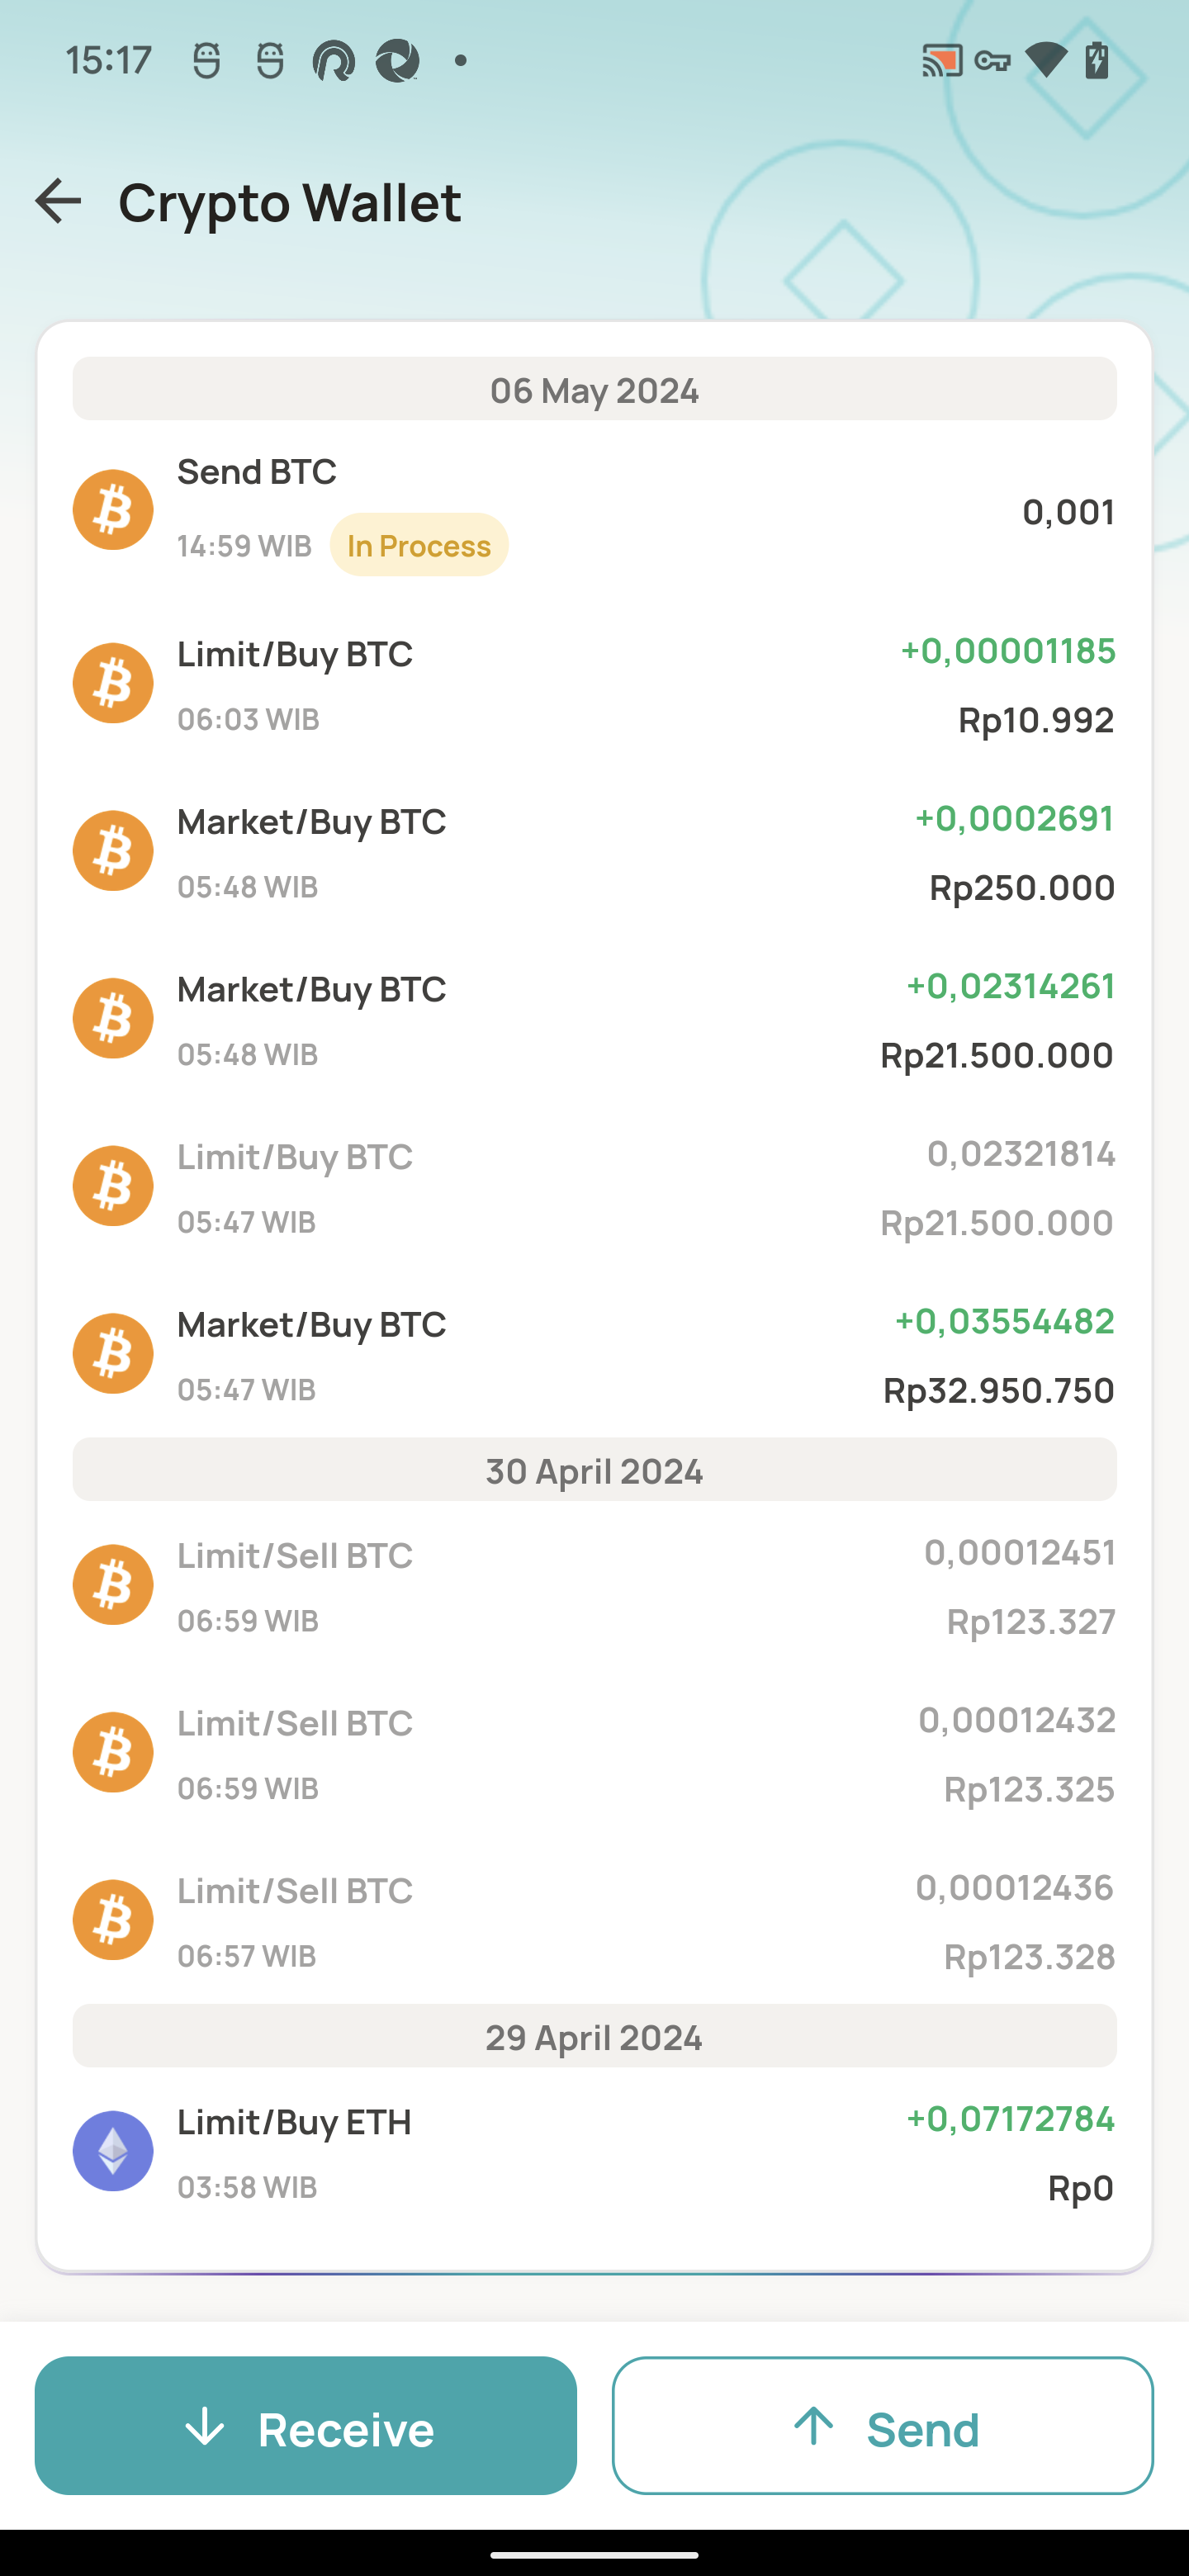 15:17
Crypto Wallet
06 May 2024
Send BTC
0,001
14:59 WIB In Process
Limit/Buy BTC +0,00001185
06:03 WIB Rp10.992
Market/Buy BTC +0,0002691
05:48 WIB Rp250.000
Market/Buy BTC +0,02314261
05:48 WIB Rp21.500.000
Limit/Buy BTC 0,02321814
05:47 WIB Rp21.500.000
Market/Buy BTC +0,03554482
05:47 WIB Rp32.950.750
30 April 2024
Limit/Sell BTC 0,00012451
06:59 WIB Rp123.327
Limit/Sell BTC 0,00012432
06:59 WIB Rp123.325
Limit/Sell BTC 0,00012436
06:57 WIB Rp123.328
29 April 2024
Limit/Buy ETH +0,07172784
03:58 WIB Rp0
Receive Send